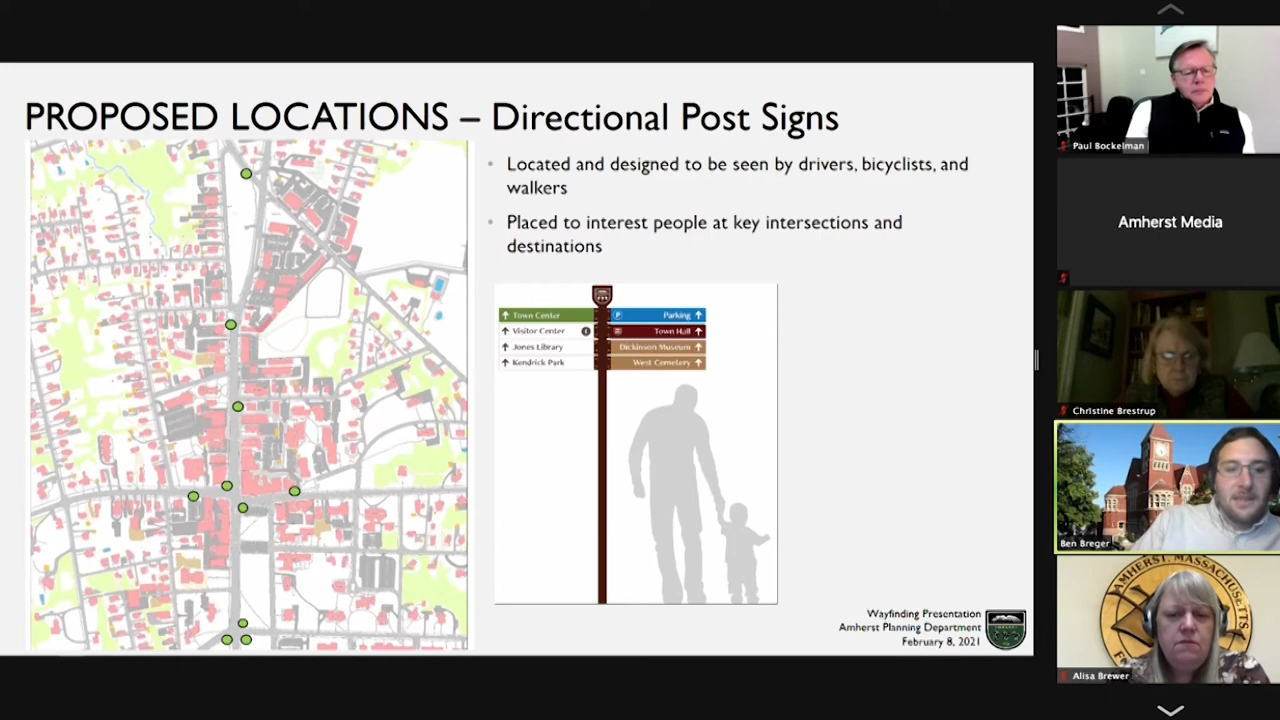 PROPOSED LOCATIONS – Directional Post Signs
• Located and designed to be seen by drivers, bicyclists, and
walkers
• Placed to interest people at key intersections and
destinations
Town Center
Visitor Center
Jones Library
Kendrick Park
P Parking
Town Hall
Dickinson Museum
West Cemetery
Wayfinding Presentation
Amherst Planning Department
February 8, 2021
Paul Bockelman
Amherst Media
Christine Brestrup
Ben Breger
AMHERST, MASSACHUSETTS
Alisa Brewer